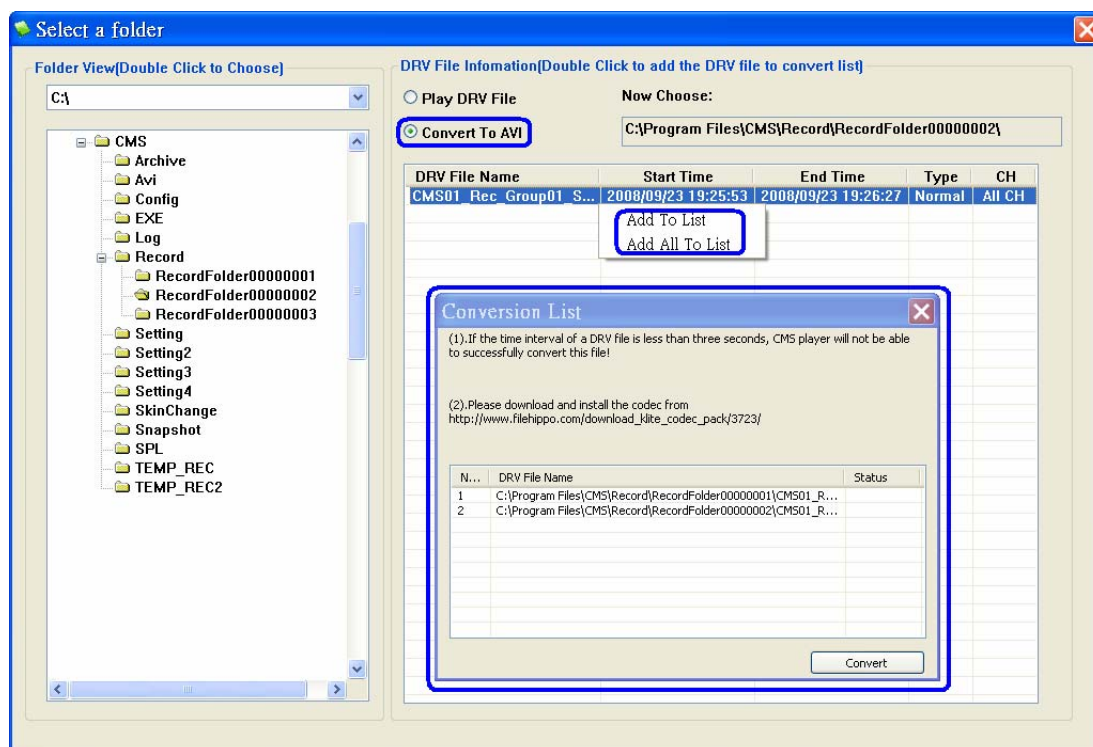 Select a folder
Folder View(Double Click to Choose)
C:\
CMS
Archive
Avi
Config
EXE
Log
Record
RecordFolder00000001
RecordFolder00000002
RecordFolder00000003
Setting
Setting2
Setting3
Setting4
SkinChange
Snapshot
SPL
TEMP_REC
TEMP_REC2
DRV File Infomation(Double Click to add the DRV file to convert list)
Play DRV File
Now Choose:
Convert To AVI
C:\Program Files\CMS\Record\RecordFolder00000002\
DRV File Name Start Time End Time Type CH
CMS01_Rec_Group01_S... 2008/09/23 19:25:53 2008/09/23 19:26:27 Normal All CH
Add To List
Add All To List
Conversion List
(1).If the time interval of a DRV file is less than three seconds, CMS player will not be able
to successfully convert this file!
(2).Please download and install the codec from
http://www.filehippo.com/download_klite_codec_pack/3723/
N... DRV File Name Status
1 C:\Program Files\CMS\Record\RecordFolder00000001\CMS01_R...
2 C:\Program Files\CMS\Record\RecordFolder00000002\CMS01_R...
Convert